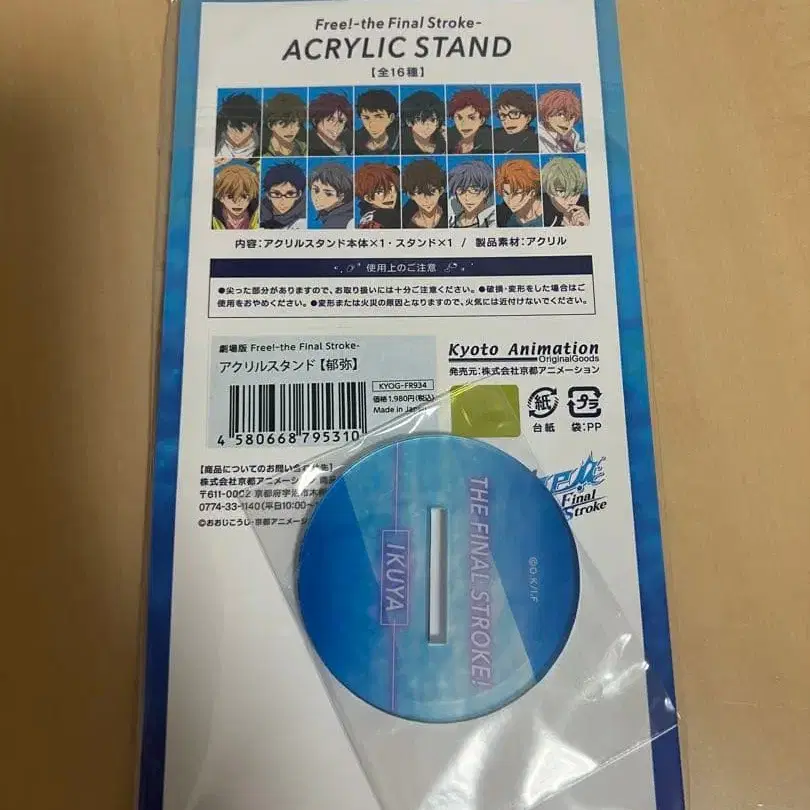 Free!-the Final Stroke-
ACRYLIC STAND
【全16種】
内容:アクリルスタンド本体×1・スタンド×1 / 製品素材:アクリル
使用上のご注意
●尖った部分がありますので、お取り扱いには十分ご注意ください。●破損・変形をした場合はご
使用をおやめください。●変形または火災の原因となりますので、火気には近付けないでください。
劇場版 Free!-the Final Stroke-
アクリルスタンド【郁弥】
KYOG-FR934
価格1,980円(税込)
Made in Japan
4 580668 795310
Kyoto Animation
OriginalGoods
発売元:株式会社京都アニメーション
紙
台紙
プラ
袋:PP
【商品についてのお問い合わせ先】
株式会社京都アニメーション
〒611-0002 京都府宇治市木
0774-33-1140(平日10:00~
©おおじこうじ・京都アニメーション
Final
Stroke
THE FINAL STROKE!
IKUYA
©O.K/I,F